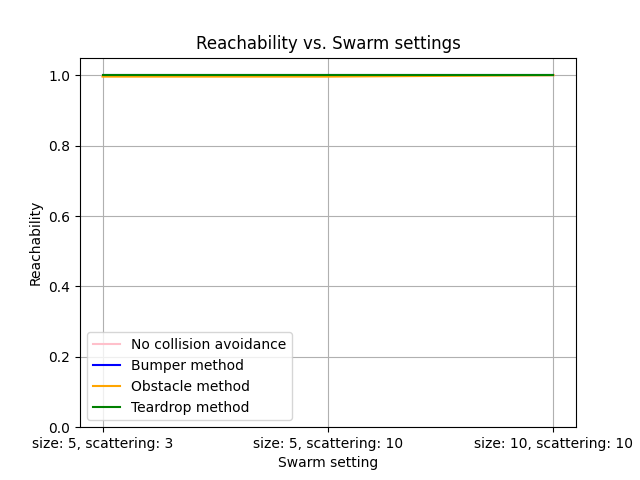 Reachability vs. Swarm settings
1.0
0.8
0.6
0.4
0.2
0.0
Reachability
No collision avoidance
Bumper method
Obstacle method
Teardrop method
size: 5, scattering: 3
size: 5, scattering: 10
size: 10, scattering: 10
Swarm setting